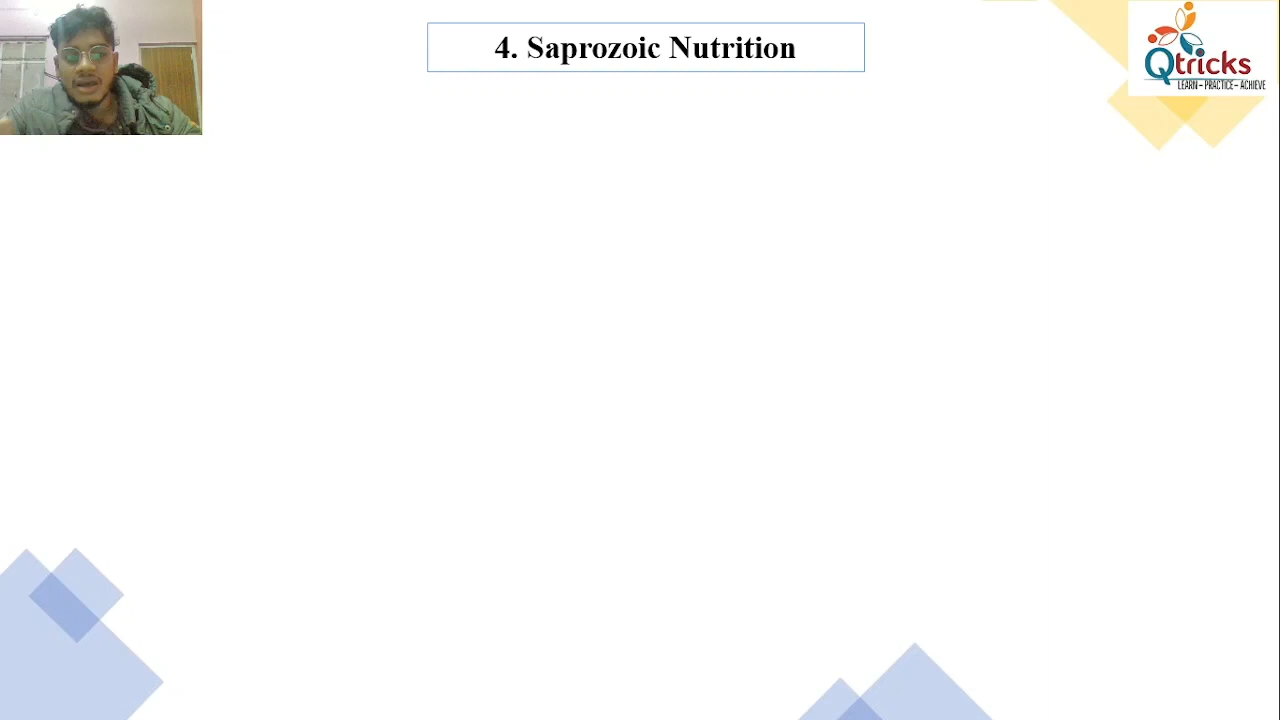 4. Saprozoic Nutrition
Qtricks
LEARN - PRACTICE - ACHIEVE